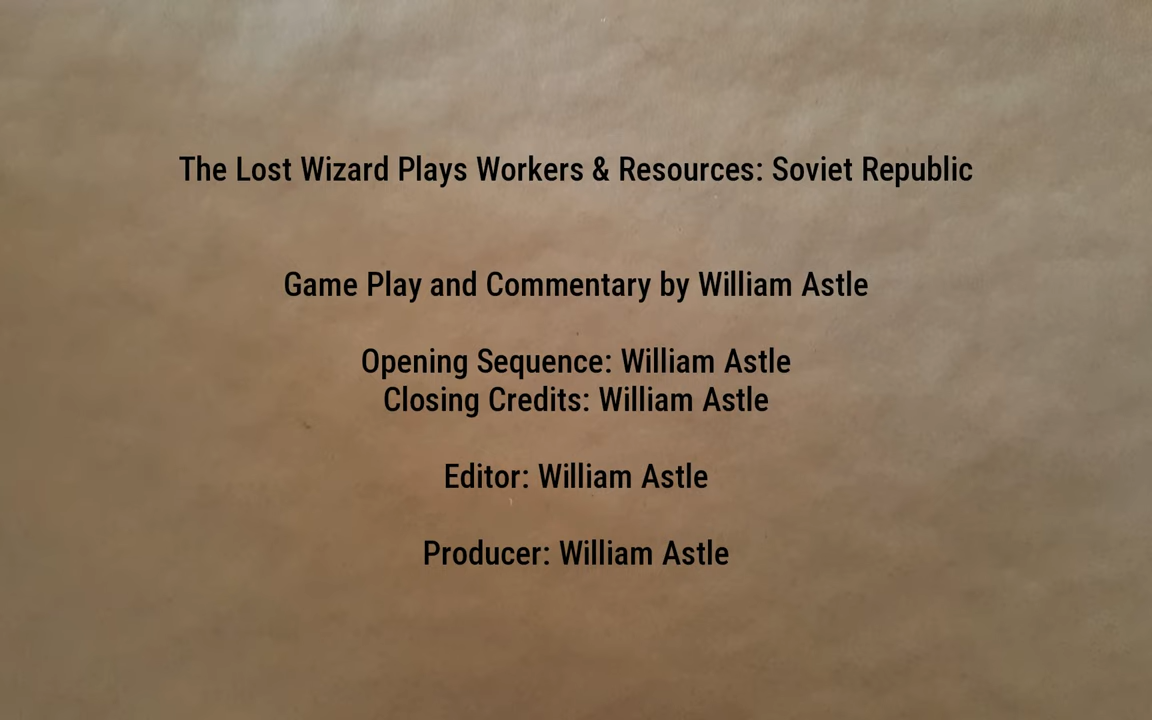 The Lost Wizard Plays Workers & Resources: Soviet Republic
Game Play and Commentary by William Astle
Opening Sequence: William Astle
Closing Credits: William Astle
Editor: William Astle
Producer: William Astle